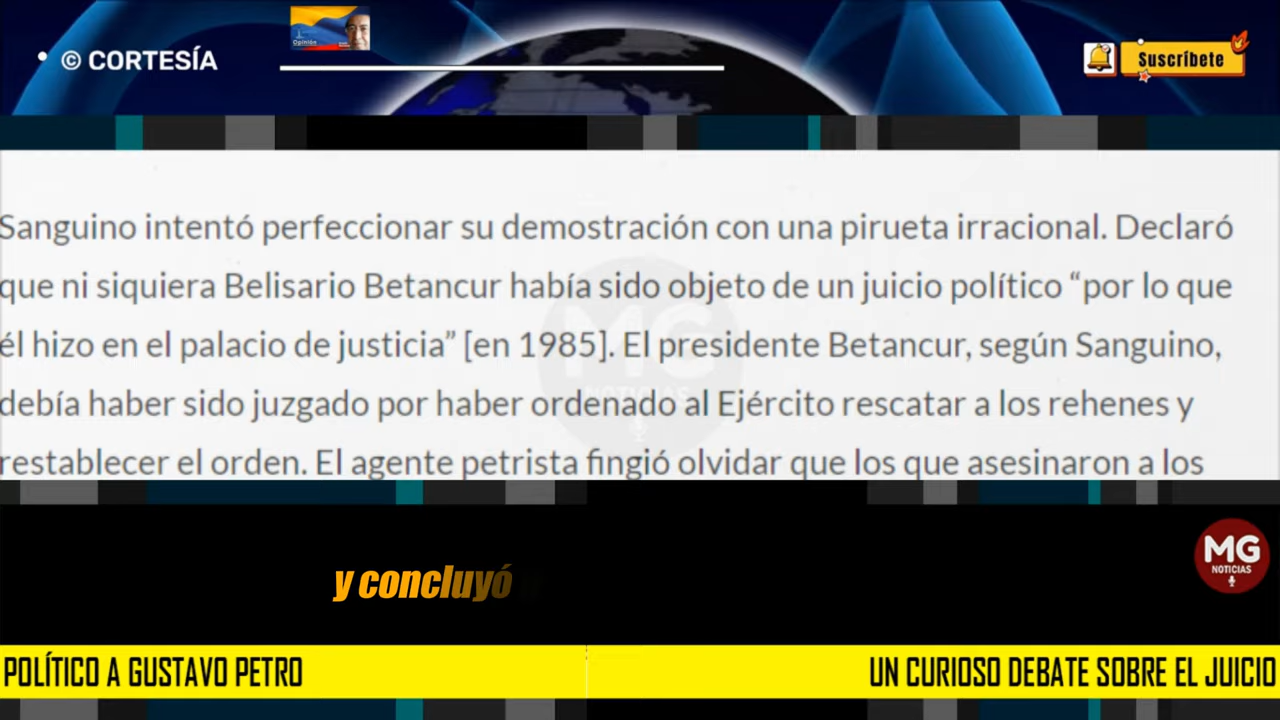 Opinión
© CORTESÍA
Suscríbete
Sanguino intentó perfeccionar su demostración con una pirueta irracional. Declaró
que ni siquiera Belisario Betancur había sido objeto de un juicio político “por lo que
él hizo en el palacio de justicia” [en 1985]. El presidente Betancur, según Sanguino,
debía haber sido juzgado por haber ordenado al Ejército rescatar a los rehenes y
restablecer el orden. El agente petrista fingió olvidar que los que asesinaron a los
MG
NOTICIAS
y concluyó
MG
NOTICIAS
POLÍTICO A GUSTAVO PETRO
UN CURIOSO DEBATE SOBRE EL JUICIO